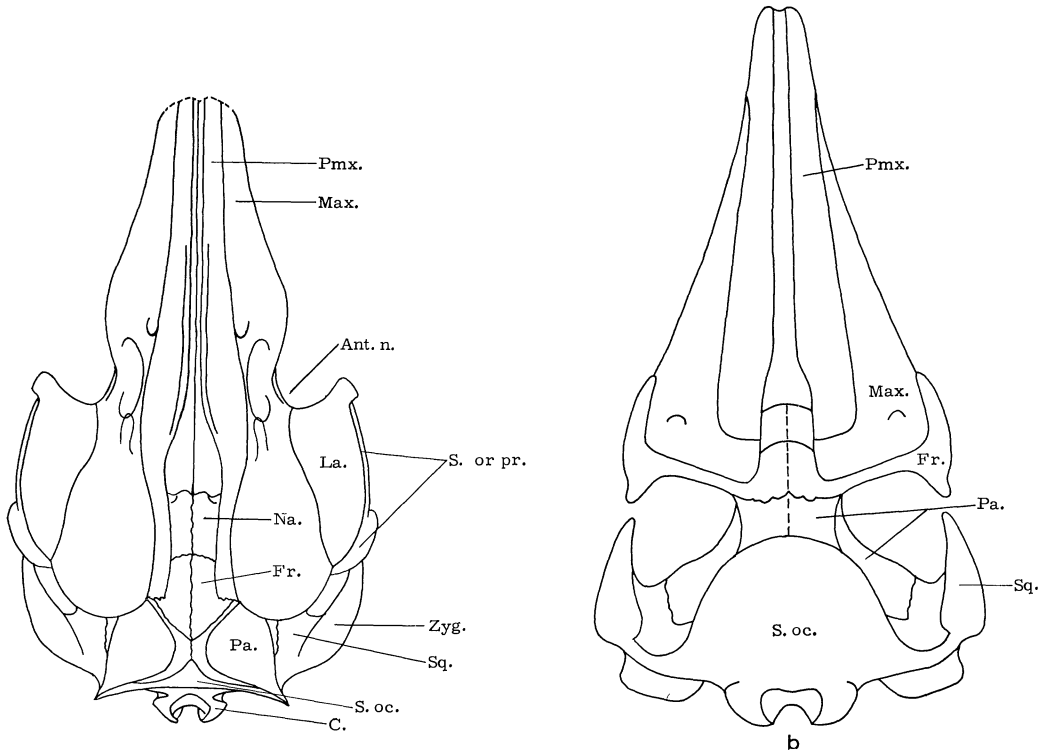 Pmx.
Max.
Ant. n.
La.
S. or pr.
Na.
Fr.
Pa.
Zyg.
Sq.
S. oc.
C.
Pmx.
Max.
Fr.
Pa.
Sq.
S. oc.
b